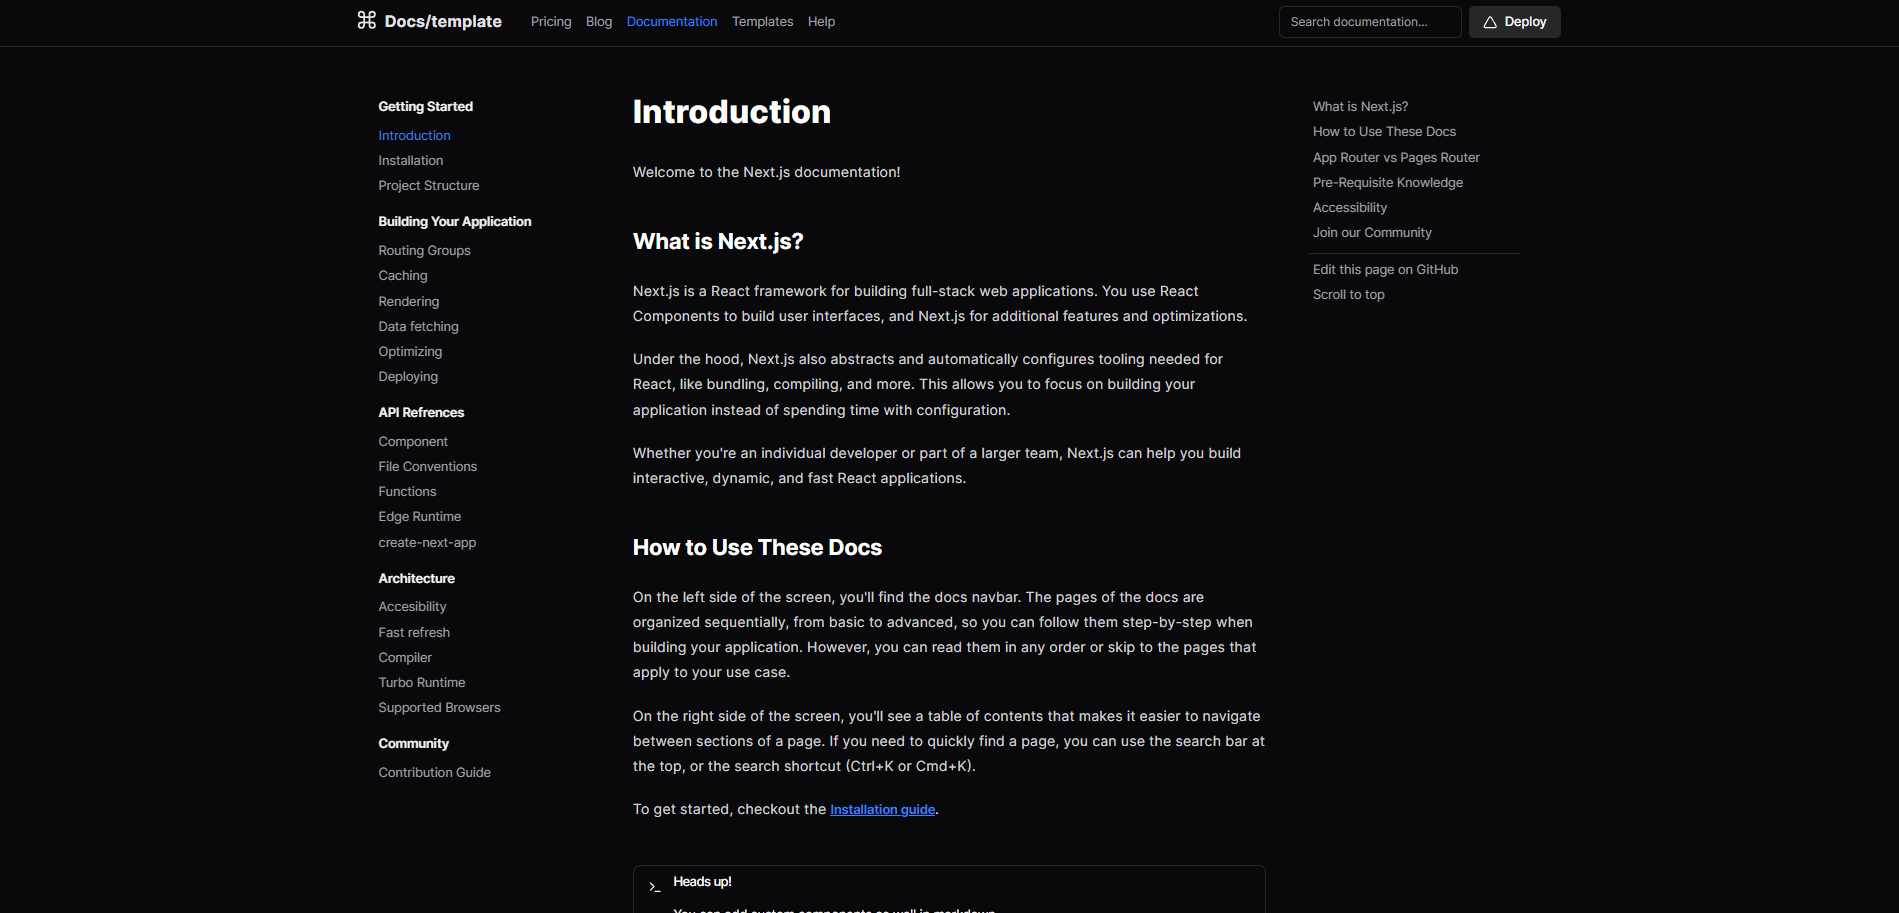 Docs/template
Pricing Blog Documentation Templates Help
Search documentation...
Deploy
Getting Started
Introduction
Installation
Project Structure
Building Your Application
Routing Groups
Caching
Rendering
Data fetching
Optimizing
Deploying
API Refrences
Component
File Conventions
Functions
Edge Runtime
create-next-app
Architecture
Accesibility
Fast refresh
Compiler
Turbo Runtime
Supported Browsers
Community
Contribution Guide
Introduction
Welcome to the Next.js documentation!
What is Next.js?
Next.js is a React framework for building full-stack web applications. You use React
Components to build user interfaces, and Next.js for additional features and optimizations.
Under the hood, Next.js also abstracts and automatically configures tooling needed for
React, like bundling, compiling, and more. This allows you to focus on building your
application instead of spending time with configuration.
Whether you're an individual developer or part of a larger team, Next.js can help you build
interactive, dynamic, and fast React applications.
How to Use These Docs
On the left side of the screen, you'll find the docs navbar. The pages of the docs are
organized sequentially, from basic to advanced, so you can follow them step-by-step when
building your application. However, you can read them in any order or skip to the pages that
apply to your use case.
On the right side of the screen, you'll see a table of contents that makes it easier to navigate
between sections of a page. If you need to quickly find a page, you can use the search bar at
the top, or the search shortcut (Ctrl+K or Cmd+K).
To get started, checkout the Installation guide.
Heads up!
You can add custom components as well in markdown.
What is Next.js?
How to Use These Docs
App Router vs Pages Router
Pre-Requisite Knowledge
Accessibility
Join our Community
Edit this page on GitHub
Scroll to top